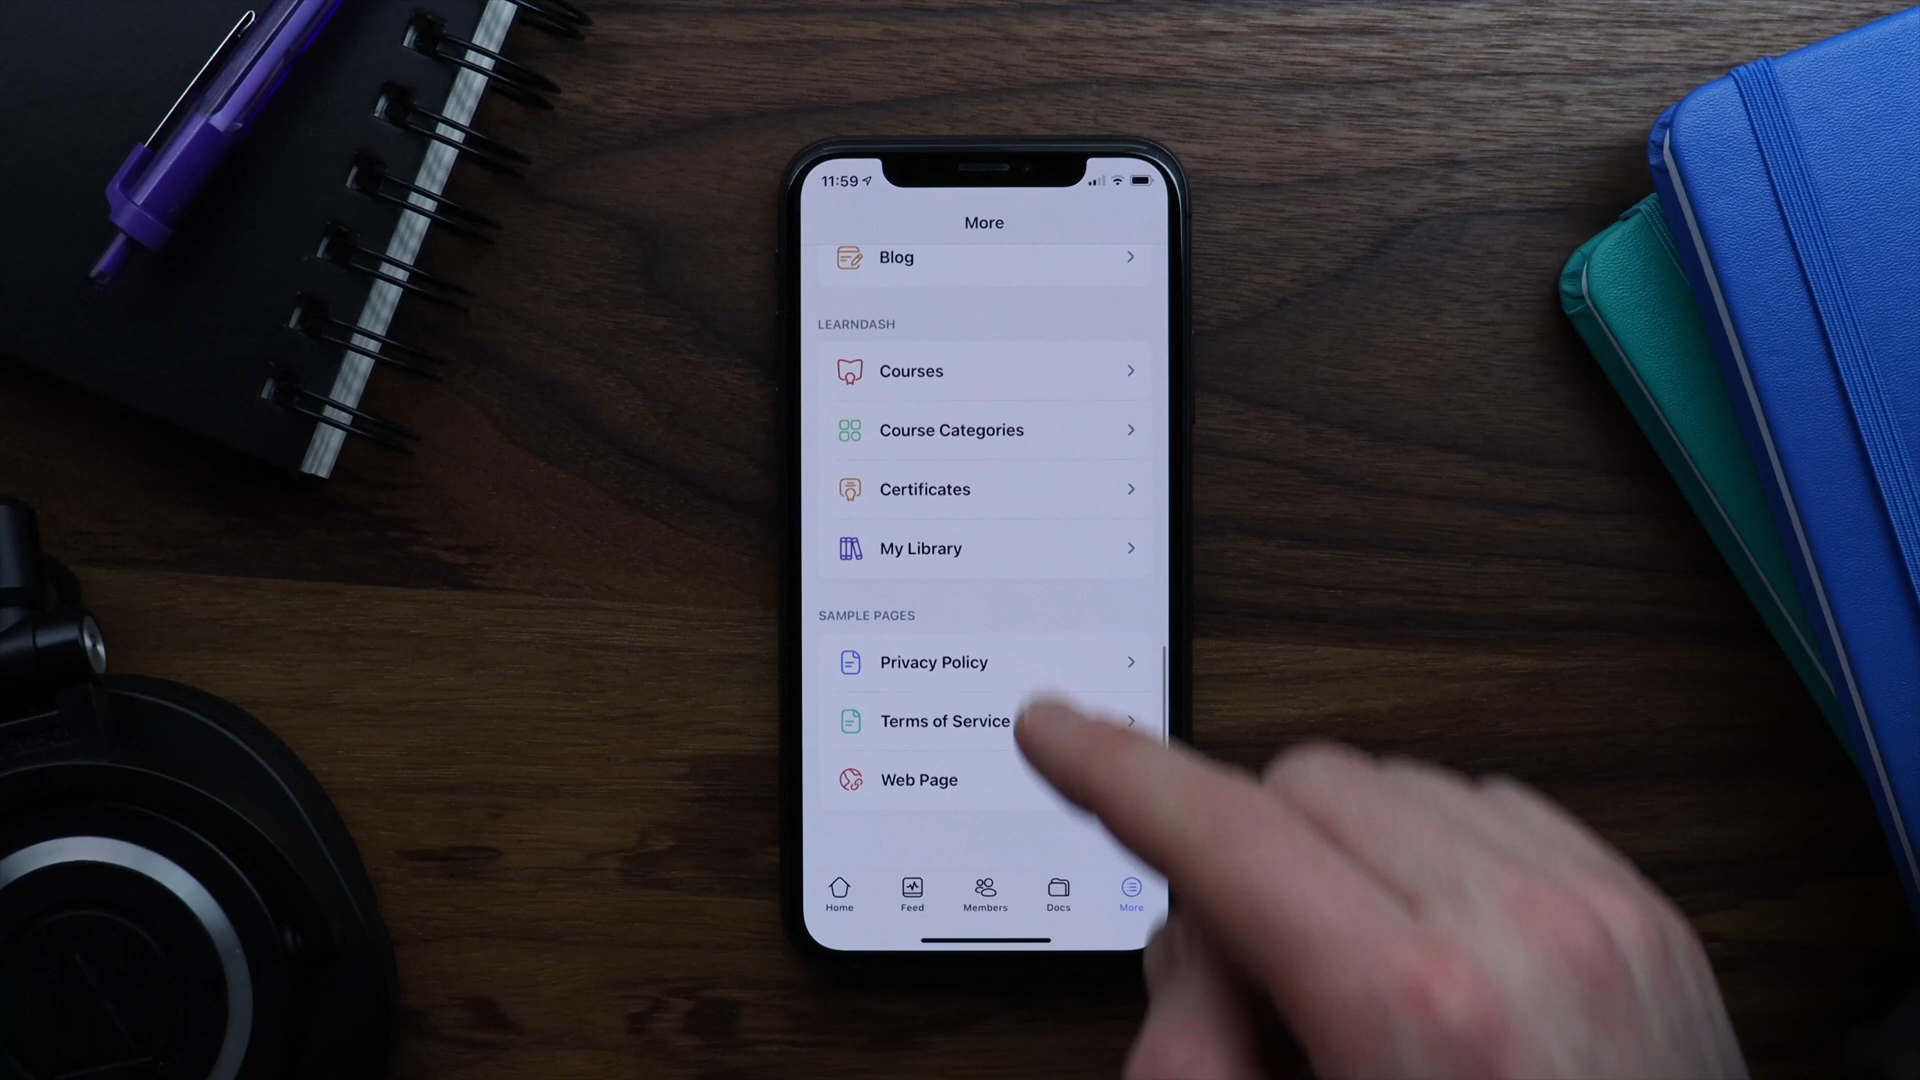 11:59
More
Blog
LEARNDASH
Courses
Course Categories
Certificates
My Library
SAMPLE PAGES
Privacy Policy
Terms of Service
Web Page
Home
Feed
Members
Docs
More